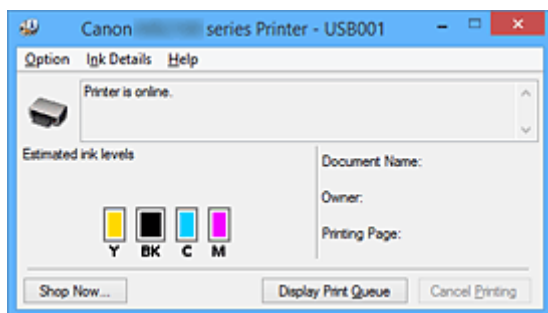 Canon series Printer - USB001
Option Ink Details Help
Printer is online.
Estimated ink levels
Document Name:
Owner:
Printing Page:
Y BK C M
Shop Now... Display Print Queue Cancel Printing